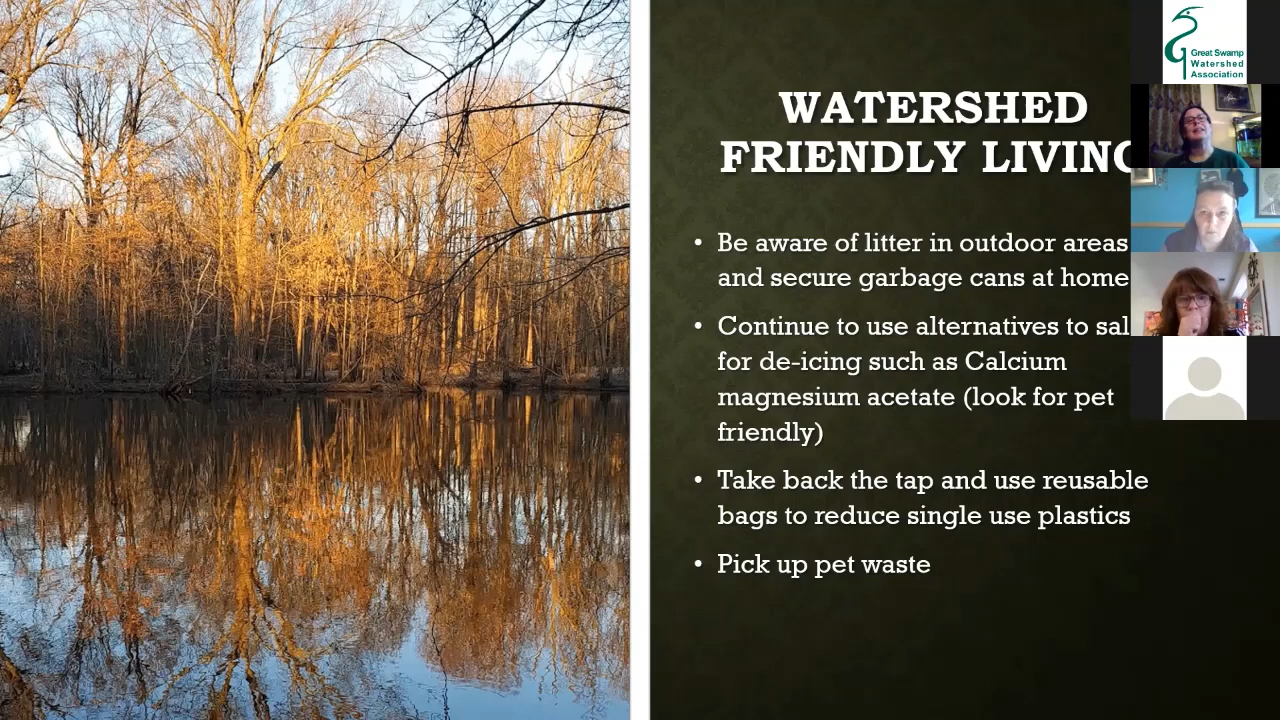 WATERSHED
FRIENDLY LIVING
• Be aware of litter in outdoor areas
and secure garbage cans at home
• Continue to use alternatives to sal
for de-icing such as Calcium
magnesium acetate (look for pet
friendly)
• Take back the tap and use reusable
bags to reduce single use plastics
• Pick up pet waste
Great Swamp
Watershed
Association